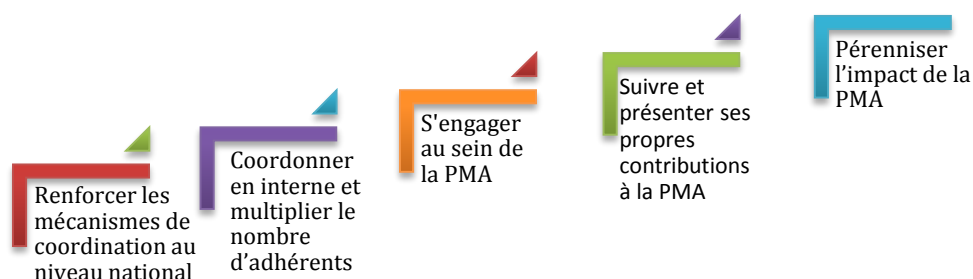 Renforcer les
mécanismes de
coordination au
niveau national
Coordonner
en interne et
multiplier le
nombre
d'adhérents
S'engager
au sein de
la PMA
Suivre et
présenter ses
propres
contributions
à la PMA
Pérenniser
l'impact de la
PMA